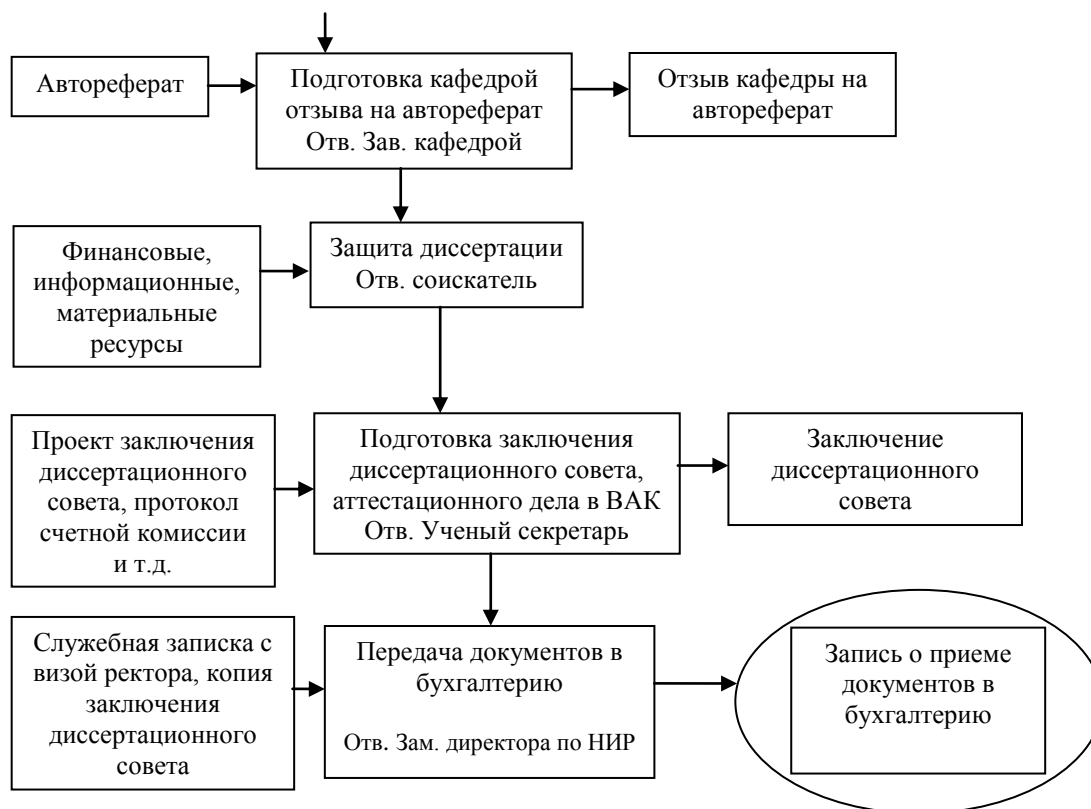 Автореферат
Подготовка кафедрой
отзыва на автореферат
Отв. Зав. кафедрой
Отзыв кафедры на
автореферат
Финансовые,
информационные,
материальные
ресурсы
Защита диссертации
Отв. соискатель
Проект заключения
диссертационного
совета, протокол
счетной комиссии
и т.д.
Подготовка заключения
диссертационного совета,
аттестационного дела в ВАК
Отв. Ученый секретарь
Заключение
диссертационного
совета
Служебная записка с
визой ректора, копия
заключения
диссертационного
совета
Передача документов в
бухгалтерию
Отв. Зам. директора по НИР
Запись о приеме
документов в
бухгалтерию